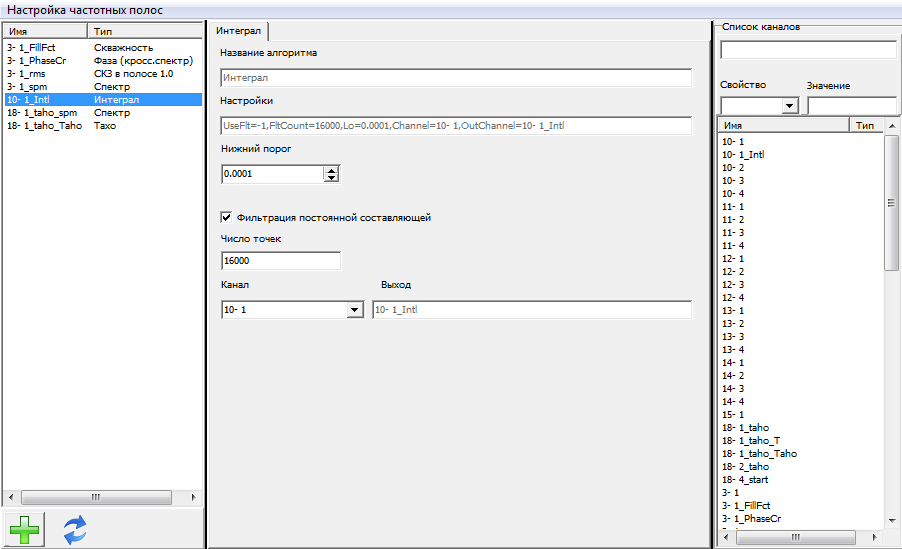 Настройка частотных полос
Имя Тип
3- 1_FillFct Скважность
3- 1_PhaseCr Фаза (кросс.спектр)
3- 1_rms СКЗ в полосе 1.0
3- 1_spm Спектр
10- 1_Intl Интеграл
18- 1_taho_spm Спектр
18- 1_taho_Taho Тахо
Интеграл
Название алгоритма
Интеграл
Настройки
UseFlt=-1,FltCount=16000,Lo=0.0001,Channel=10- 1,OutChannel=10- 1_Intl
Нижний порог
0.0001
Фильтрация постоянной составляющей
Число точек
16000
Канал Выход
10- 1 10- 1_Intl
Список каналов
Свойство Значение
Имя Тип
10- 1
10- 1_Intl
10- 2
10- 3
10- 4
11- 1
11- 2
11- 3
11- 4
12- 1
12- 2
12- 3
12- 4
13- 1
13- 2
13- 3
13- 4
14- 1
14- 2
14- 3
14- 4
15- 1
18- 1_taho
18- 1_taho_T
18- 1_taho_Taho
18- 2_taho
18- 4_start
3- 1
3- 1_FillFct
3- 1_PhaseCr